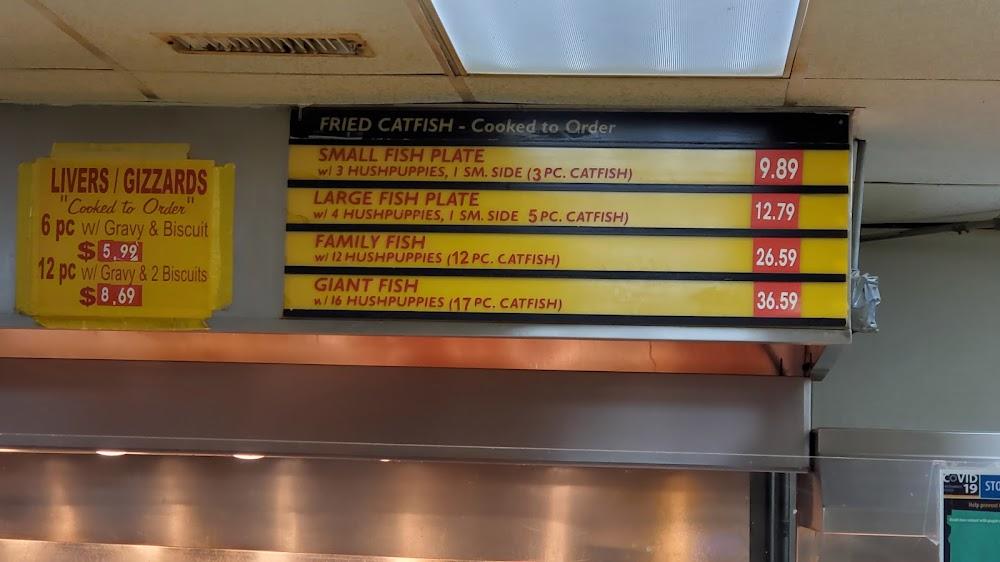 LIVERS / GIZZARDS
"Cooked to Order"
6 pc w/ Gravy & Biscuit
$ 5.99
12 pc w/ Gravy & 2 Biscuits
$ 8.69
FRIED CATFISH - Cooked to Order
SMALL FISH PLATE
w/ 3 HUSHPUPPIES, 1 SM. SIDE (3 PC. CATFISH)
9.89
LARGE FISH PLATE
w/ 4 HUSHPUPPIES, 1 SM. SIDE 5 PC. CATFISH)
12.79
FAMILY FISH
w/ 12 HUSHPUPPIES (12 PC. CATFISH)
26.59
GIANT FISH
w/ 16 HUSHPUPPIES (17 PC. CATFISH)
36.59
COVID
19
STO
Help prevent